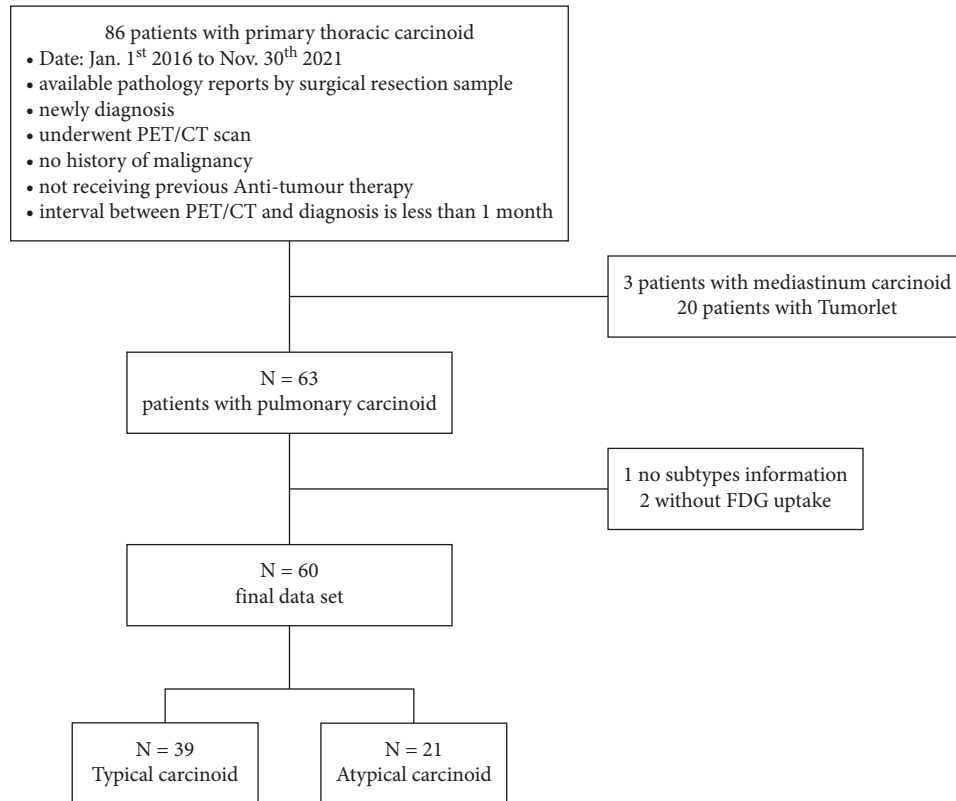 86 patients with primary thoracic carcinoid
• Date: Jan. 1st 2016 to Nov. 30th 2021
• available pathology reports by surgical resection sample
• newly diagnosis
• underwent PET/CT scan
• no history of malignancy
• not receiving previous Anti-tumour therapy
• interval between PET/CT and diagnosis is less than 1 month
3 patients with mediastinum carcinoid
20 patients with Tumorlet
N = 63
patients with pulmonary carcinoid
1 no subtypes information
2 without FDG uptake
N = 60
final data set
N = 39
Typical carcinoid
N = 21
Atypical carcinoid